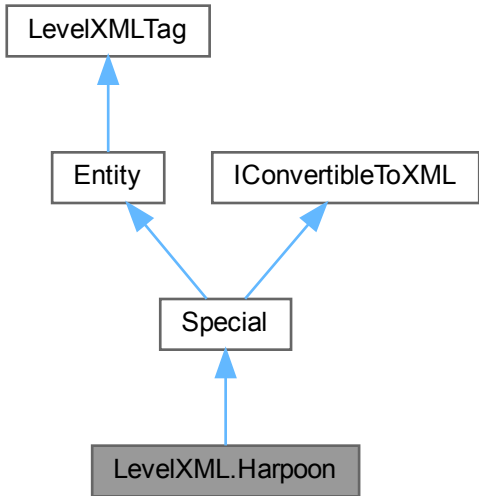 LevelXMLTag
Entity
IConvertibleToXML
Special
LevelXML.Harpoon